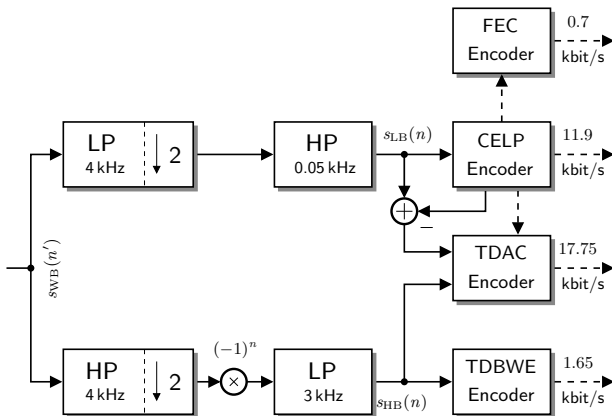 FEC
Encoder
0.7
kbit/s
LP
4 kHz
2
HP
0.05 kHz
s_LB(n)
CELP
Encoder
11.9
kbit/s
+
−
s_WB(n′)
TDAC
Encoder
17.75
kbit/s
HP
4 kHz
2
(−1)^n
×
LP
3 kHz
s_HB(n)
TDBWE
Encoder
1.65
kbit/s